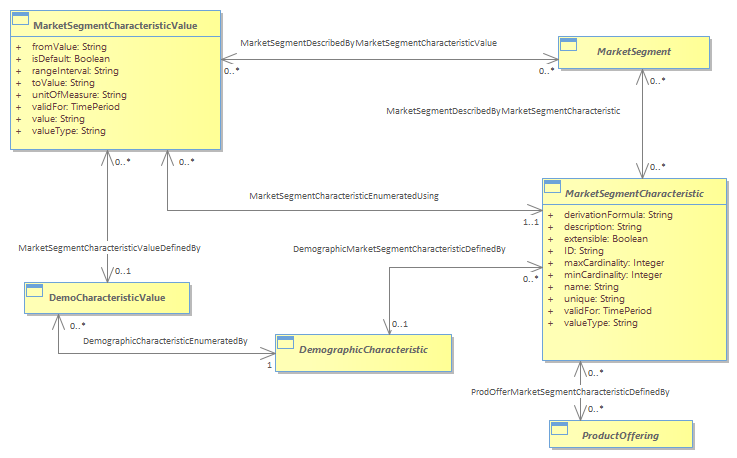 MarketSegmentCharacteristicValue
+ fromValue: String
+ isDefault: Boolean
+ rangeInterval: String
+ toValue: String
+ unitOfMeasure: String
+ validFor: TimePeriod
+ value: String
+ valueType: String
MarketSegmentDescribedByMarketSegmentCharacteristicValue
0..*
0..*
MarketSegment
0..*
MarketSegmentDescribedByMarketSegmentCharacteristic
0..*
0..*
0..*
MarketSegmentCharacteristicEnumeratedUsing
1..1
MarketSegmentCharacteristic
+ derivationFormula: String
+ description: String
+ extensible: Boolean
+ ID: String
+ maxCardinality: Integer
+ minCardinality: Integer
+ name: String
+ unique: String
+ validFor: TimePeriod
+ valueType: String
MarketSegmentCharacteristicValueDefinedBy
0..1
DemographicMarketSegmentCharacteristicDefinedBy
0..*
0..1
DemoCharacteristicValue
0..*
DemographicCharacteristicEnumeratedBy
1
DemographicCharacteristic
0..*
ProdOfferMarketSegmentCharacteristicDefinedBy
0..*
ProductOffering